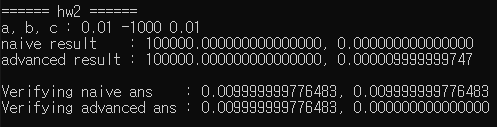 ====== hw2 ======
a, b, c : 0.01 -1000 0.01
naive result    : 100000.000000000000000, 0.000000000000000
advanced result : 100000.000000000000000, 0.000009999999747
Verifying naive ans    : 0.009999999776483, 0.009999999776483
Verifying advanced ans : 0.009999999776483, 0.000000000000000